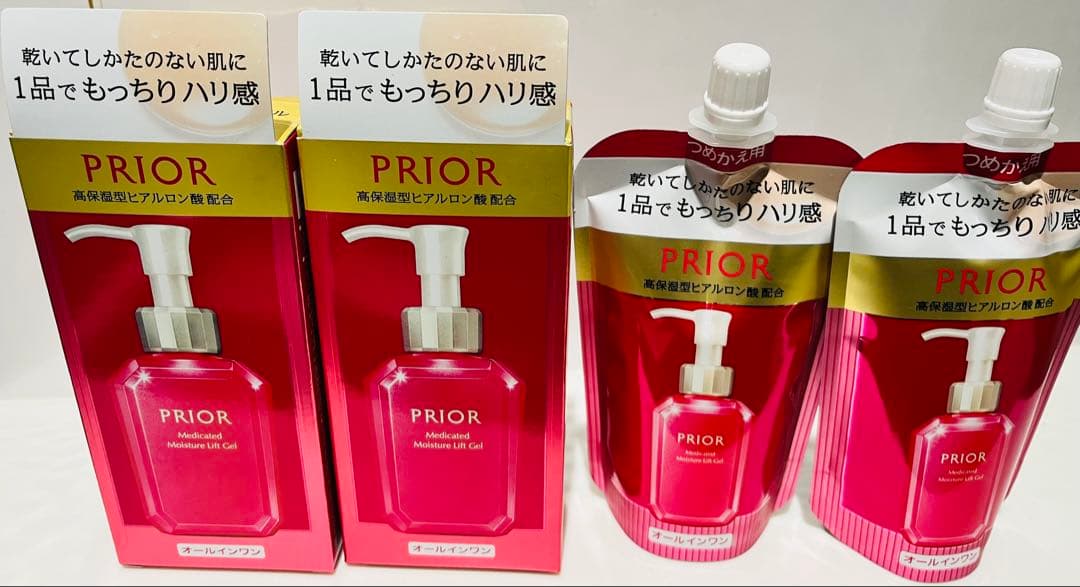 乾いてしかたのない肌に
1品でもっちりハリ感
PRIOR
高保湿型ヒアルロン酸配合
PRIOR
Medicated
Moisture Lift Gel
オールインワン
乾いてしかたのない肌に
1品でもっちりハリ感
PRIOR
高保湿型ヒアルロン酸配合
PRIOR
Medicated
Moisture Lift Gel
オールインワン
つめかえ用
乾いてしかたのない肌に
1品でもっちりハリ感
PRIOR
高保湿型ヒアルロン酸配合
PRIOR
Medicated
Moisture Lift Gel
オールインワン
つめかえ用
乾いてしかたのない肌に
1品でもっちりハリ感
PRIOR
高保湿型ヒアルロン酸配合
PRIOR
Medicated
Moisture Lift Gel
オールインワン